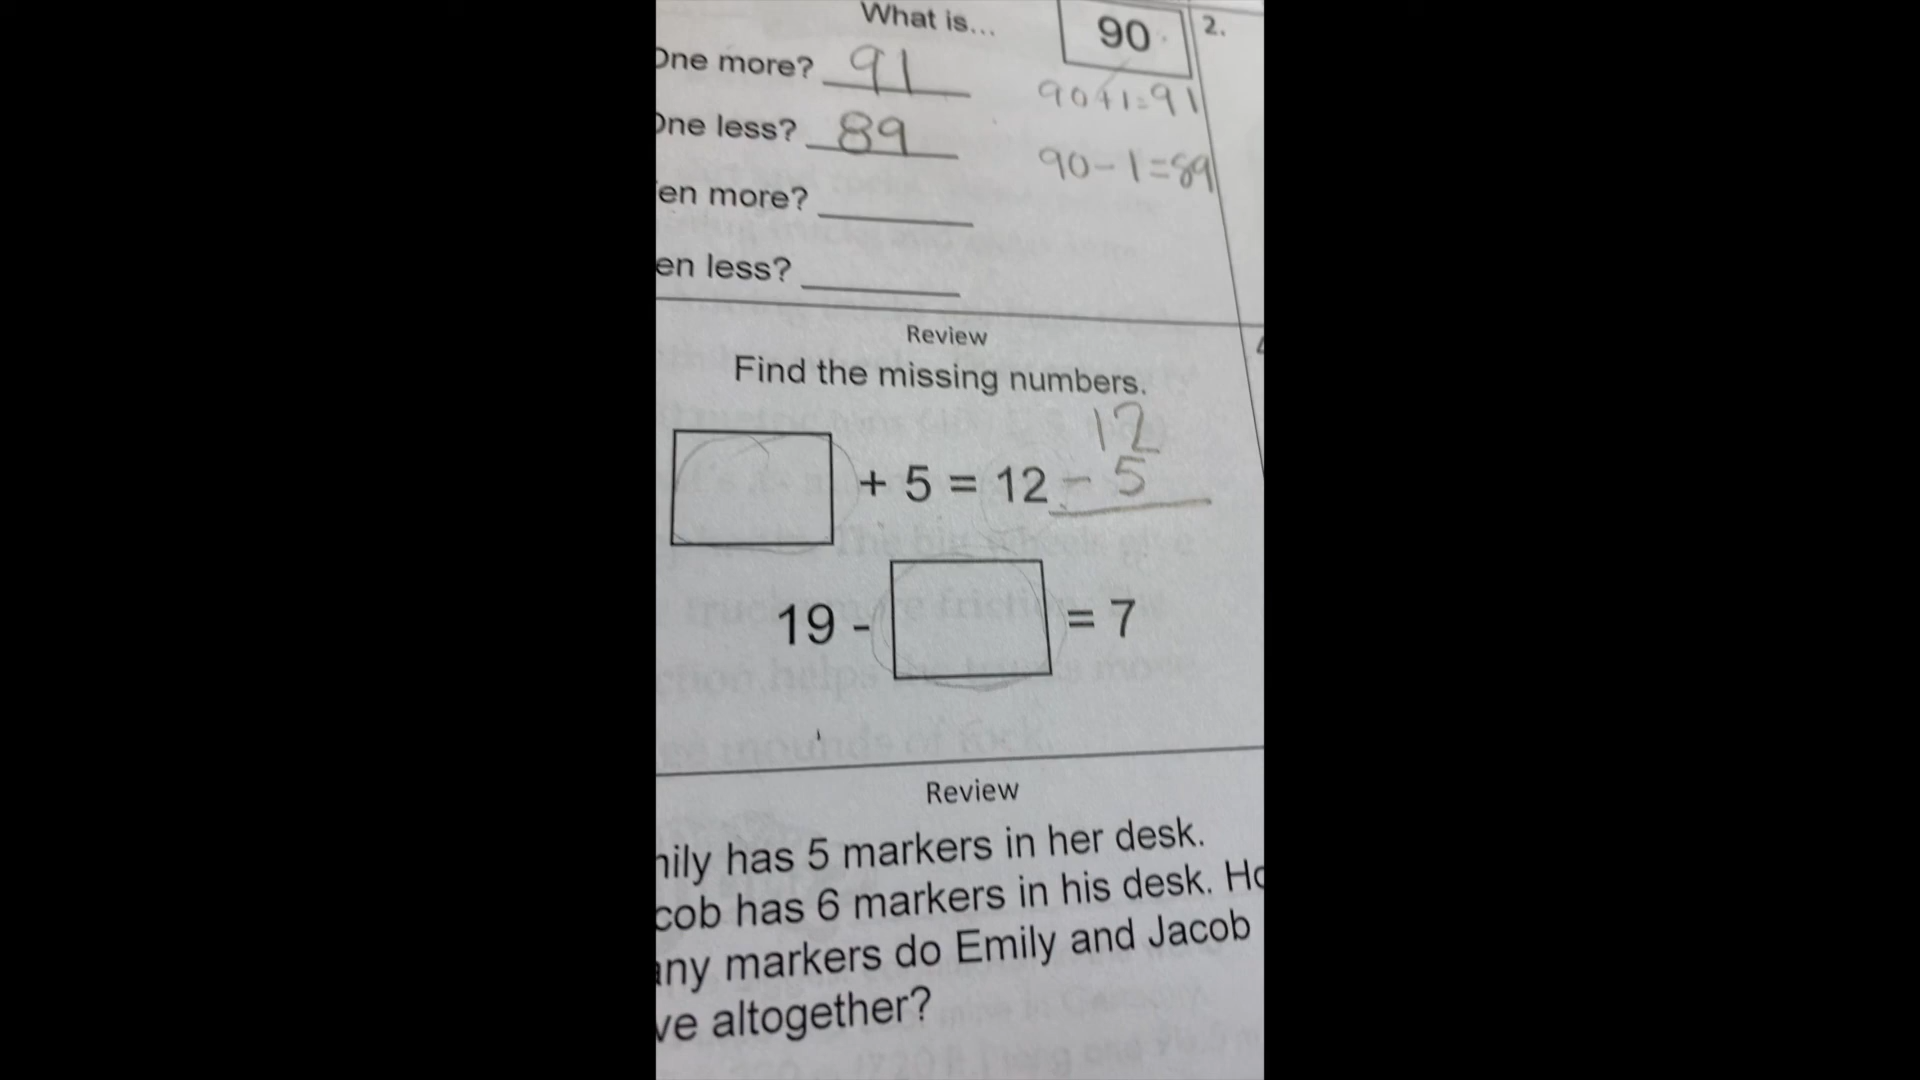 What is... 90 2.
One more? 91 90+1=91
One less? 89 90-1=89
en more?
en less?
Review
Find the missing numbers.
12
+ 5 = 12 - 5
19 - = 7
Review
nily has 5 markers in her desk.
cob has 6 markers in his desk. Ho
any markers do Emily and Jacob
ve altogether?